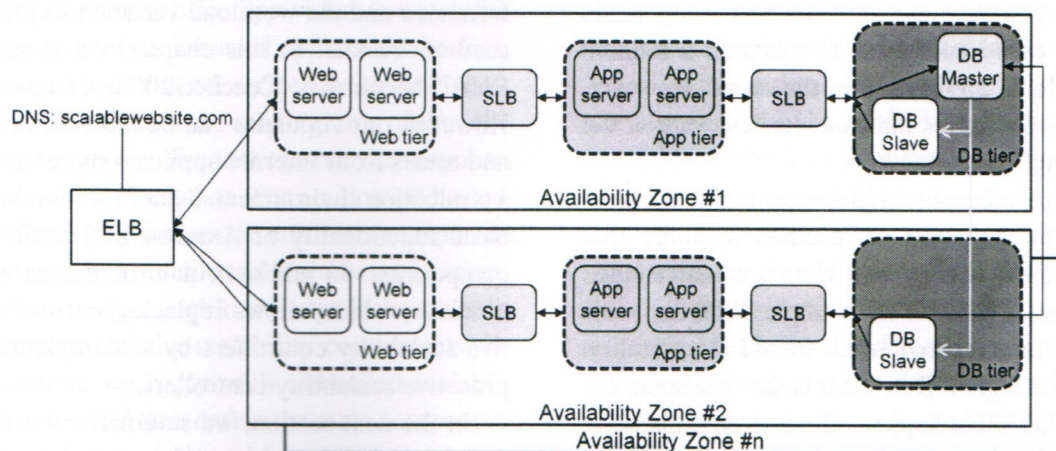 DNS: scalablewebsite.com
ELB
Web server
Web server
Web tier
SLB
App server
App server
App tier
SLB
DB Master
DB Slave
DB tier
Availability Zone #1
Web server
Web server
Web tier
SLB
App server
App server
App tier
SLB
DB Slave
DB tier
Availability Zone #2
Availability Zone #n